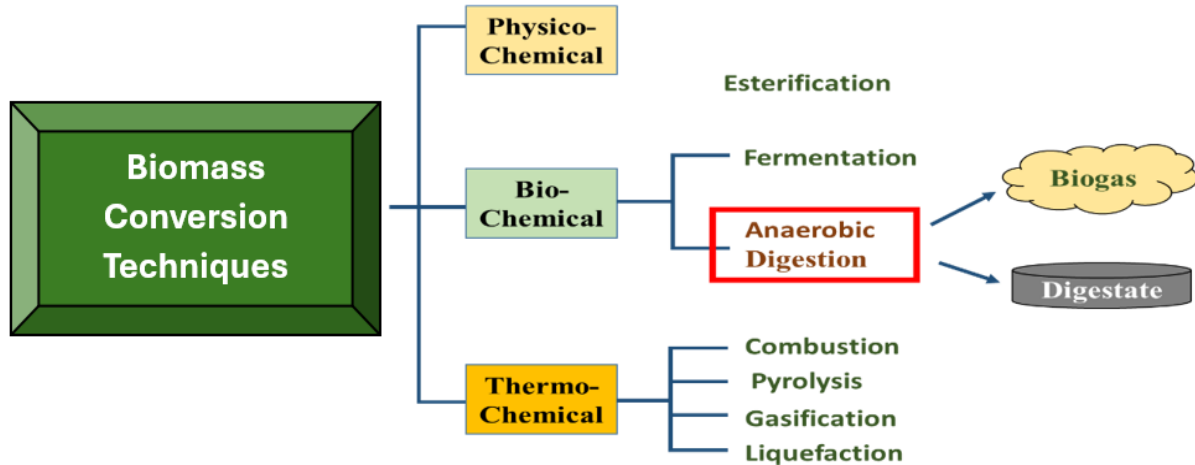 Biomass
Conversion
Techniques
Physico-
Chemical
Esterification
Bio-
Chemical
Fermentation
Anaerobic
Digestion
Biogas
Digestate
Thermo-
Chemical
Combustion
Pyrolysis
Gasification
Liquefaction